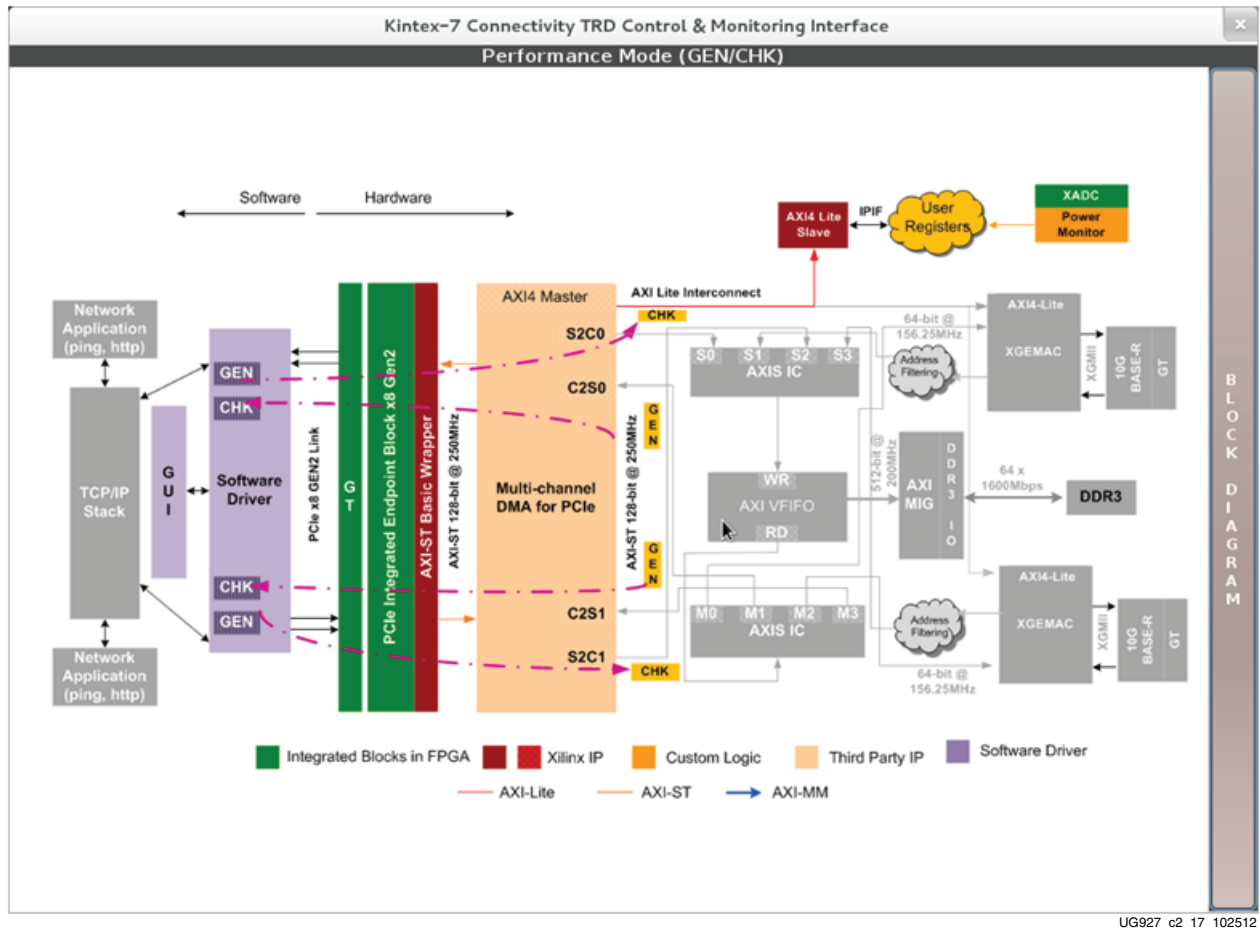 Kintex-7 Connectivity TRD Control & Monitoring Interface
×
Performance Mode (GEN/CHK)
Software
Hardware
AXI4 Lite
Slave
IPIF
User
Registers
XADC
Power
Monitor
Network
Application
(ping, http)
TCP/IP
Stack
Network
Application
(ping, http)
GUI
GEN
CHK
Software
Driver
CHK
GEN
PCIe x8 GEN2 Link
GT
PCIe Integrated Endpoint Block x8 Gen2
AXI-ST Basic Wrapper
AXI-ST 128-bit @ 250MHz
AXI4 Master
S2C0
C2S0
Multi-channel
DMA for PCIe
C2S1
S2C1
AXI Lite Interconnect
CHK
GEN
AXI-ST 128-bit @ 250MHz
GEN
CHK
S0 S1 S2 S3
AXIS IC
WR
AXI VFIFO
RD
M0 M1 M2 M3
AXIS IC
64-bit @
156.25MHz
Address
Filtering
512-bit @
200MHz
AXI
MIG
DDR3 IO
64 x
1600Mbps
DDR3
AXI4-Lite
XGEMAC
XGMII
10G
BASE-R
GT
Address
Filtering
64-bit @
156.25MHz
AXI4-Lite
XGEMAC
XGMII
10G
BASE-R
GT
BLOCK DIAGRAM
Integrated Blocks in FPGA
Xilinx IP
Custom Logic
Third Party IP
Software Driver
AXI-Lite
AXI-ST
AXI-MM
UG927_c2_17_102512